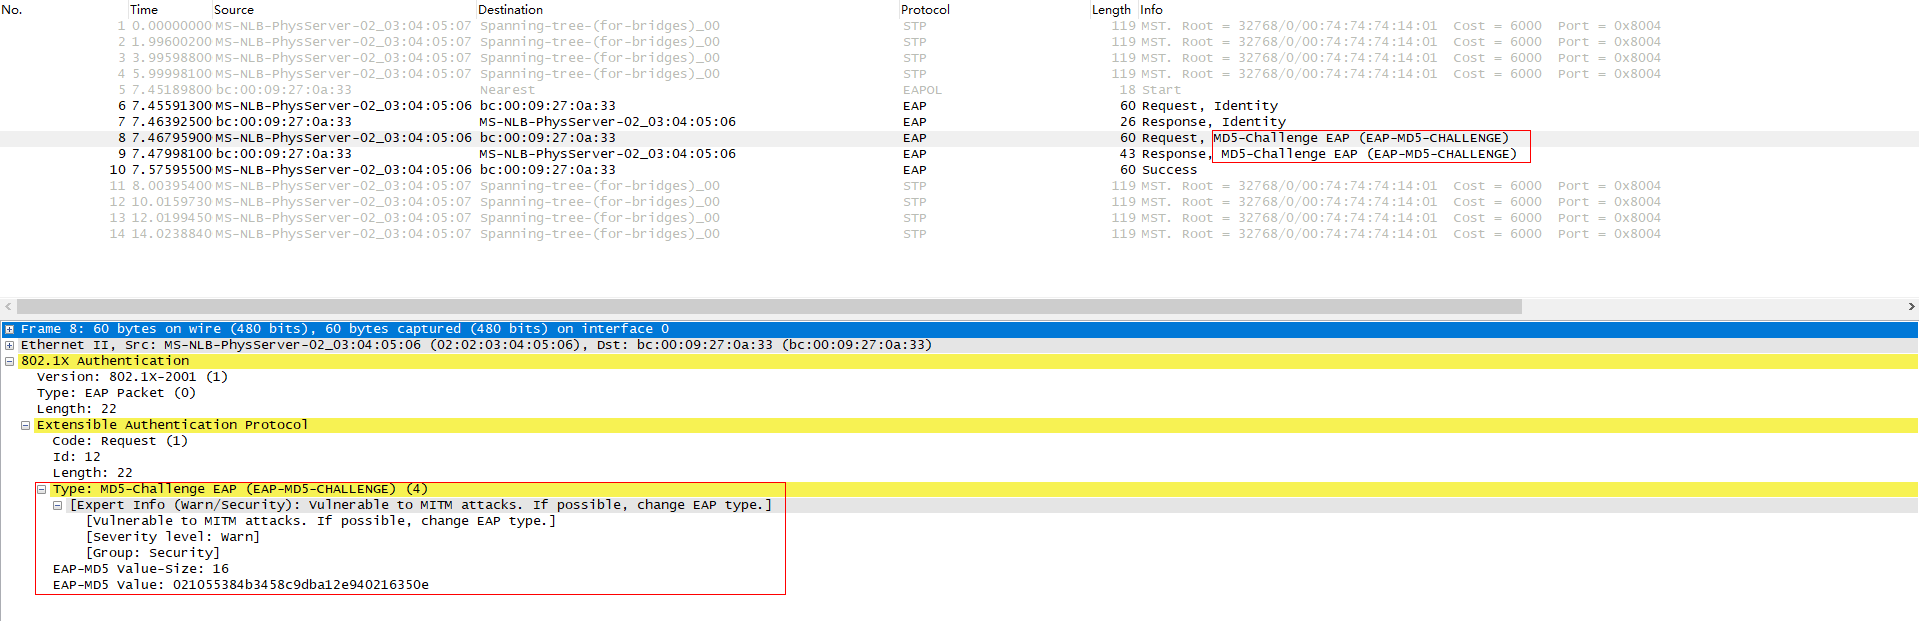 No. Time Source Destination Protocol Length Info
1 0.00000000 MS-NLB-PhysServer-02_03:04:05:07 Spanning-tree-(for-bridges)_00 STP 119 MST. Root = 32768/0/00:74:74:74:14:01 Cost = 6000 Port = 0x8004
2 1.99600200 MS-NLB-PhysServer-02_03:04:05:07 Spanning-tree-(for-bridges)_00 STP 119 MST. Root = 32768/0/00:74:74:74:14:01 Cost = 6000 Port = 0x8004
3 3.99598800 MS-NLB-PhysServer-02_03:04:05:07 Spanning-tree-(for-bridges)_00 STP 119 MST. Root = 32768/0/00:74:74:74:14:01 Cost = 6000 Port = 0x8004
4 5.99998100 MS-NLB-PhysServer-02_03:04:05:07 Spanning-tree-(for-bridges)_00 STP 119 MST. Root = 32768/0/00:74:74:74:14:01 Cost = 6000 Port = 0x8004
5 7.45189800 bc:00:09:27:0a:33 Nearest EAPOL 18 Start
6 7.45591300 MS-NLB-PhysServer-02_03:04:05:06 bc:00:09:27:0a:33 EAP 60 Request, Identity
7 7.46392500 bc:00:09:27:0a:33 MS-NLB-PhysServer-02_03:04:05:06 EAP 26 Response, Identity
8 7.46795900 MS-NLB-PhysServer-02_03:04:05:06 bc:00:09:27:0a:33 EAP 60 Request, MD5-Challenge EAP (EAP-MD5-CHALLENGE)
9 7.47998100 bc:00:09:27:0a:33 MS-NLB-PhysServer-02_03:04:05:06 EAP 43 Response, MD5-Challenge EAP (EAP-MD5-CHALLENGE)
10 7.57595500 MS-NLB-PhysServer-02_03:04:05:06 bc:00:09:27:0a:33 EAP 60 Success
11 8.00395400 MS-NLB-PhysServer-02_03:04:05:07 Spanning-tree-(for-bridges)_00 STP 119 MST. Root = 32768/0/00:74:74:74:14:01 Cost = 6000 Port = 0x8004
12 10.0159730 MS-NLB-PhysServer-02_03:04:05:07 Spanning-tree-(for-bridges)_00 STP 119 MST. Root = 32768/0/00:74:74:74:14:01 Cost = 6000 Port = 0x8004
13 12.0199450 MS-NLB-PhysServer-02_03:04:05:07 Spanning-tree-(for-bridges)_00 STP 119 MST. Root = 32768/0/00:74:74:74:14:01 Cost = 6000 Port = 0x8004
14 14.0238840 MS-NLB-PhysServer-02_03:04:05:07 Spanning-tree-(for-bridges)_00 STP 119 MST. Root = 32768/0/00:74:74:74:14:01 Cost = 6000 Port = 0x8004
Frame 8: 60 bytes on wire (480 bits), 60 bytes captured (480 bits) on interface 0
Ethernet II, Src: MS-NLB-PhysServer-02_03:04:05:06 (02:02:03:04:05:06), Dst: bc:00:09:27:0a:33 (bc:00:09:27:0a:33)
802.1X Authentication
Version: 802.1X-2001 (1)
Type: EAP Packet (0)
Length: 22
Extensible Authentication Protocol
Code: Request (1)
Id: 12
Length: 22
Type: MD5-Challenge EAP (EAP-MD5-CHALLENGE) (4)
[Expert Info (Warn/Security): Vulnerable to MITM attacks. If possible, change EAP type.]
[Vulnerable to MITM attacks. If possible, change EAP type.]
[Severity level: Warn]
[Group: Security]
EAP-MD5 Value-Size: 16
EAP-MD5 Value: 021055384b3458c9dba12e940216350e